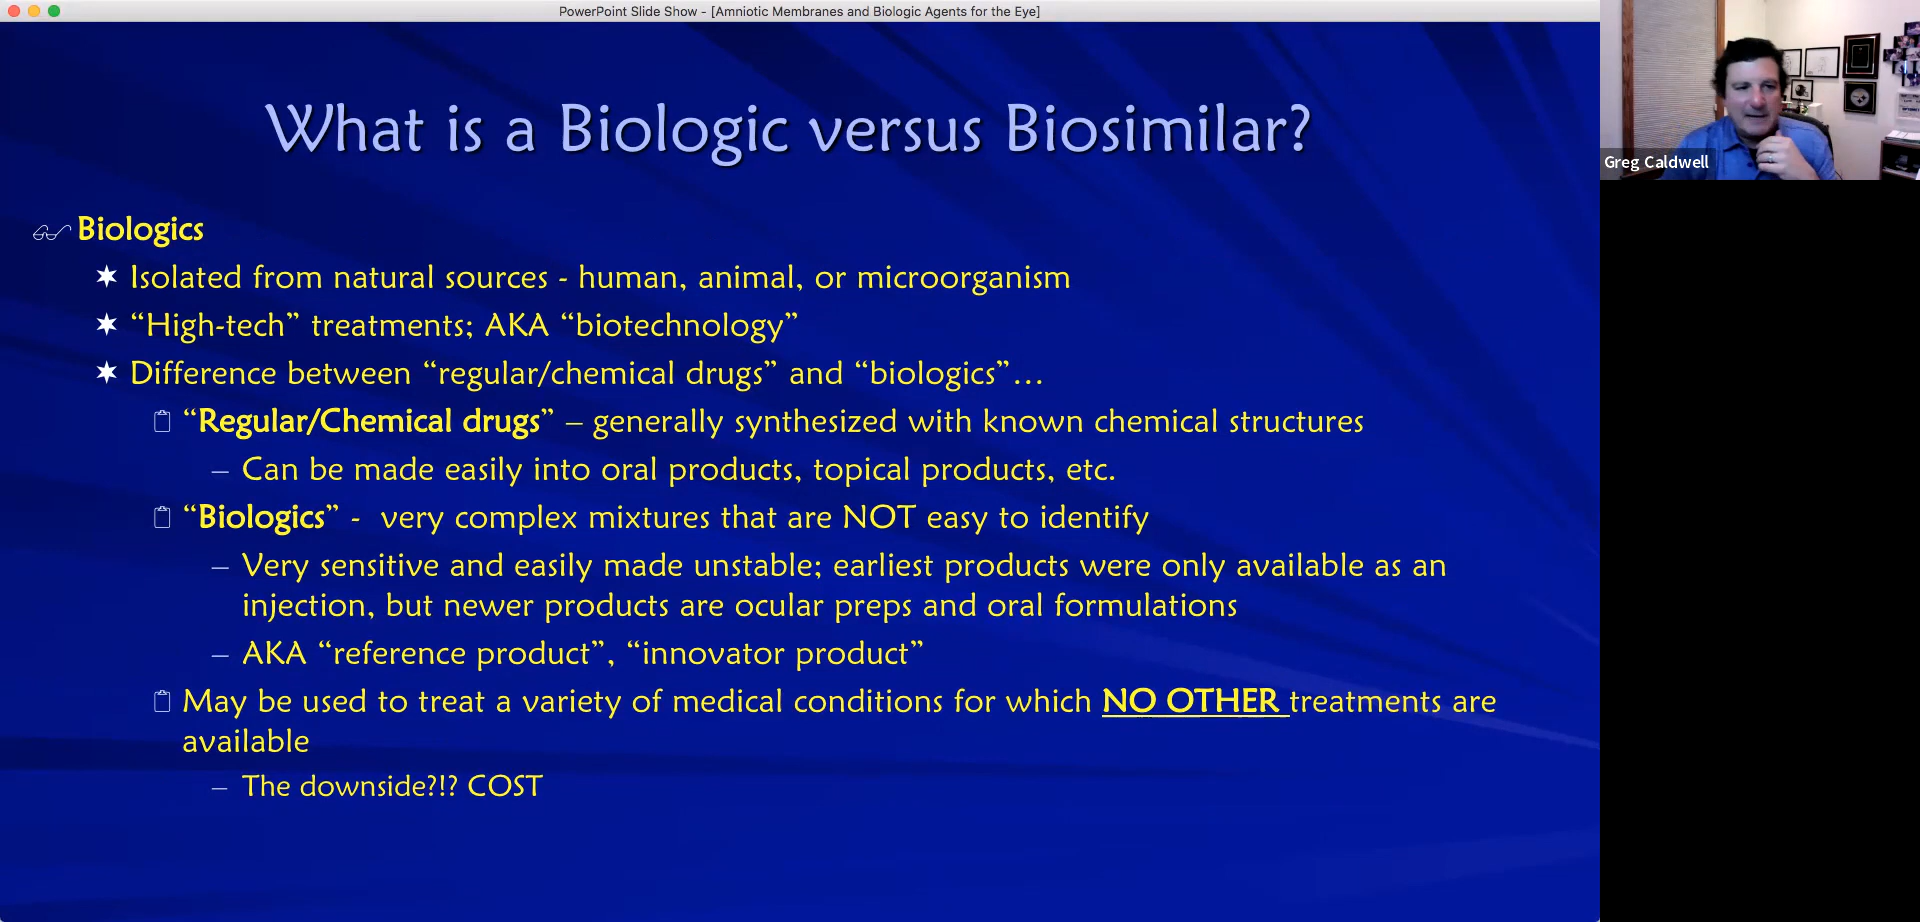 PowerPoint Slide Show - [Amniotic Membranes and Biologic Agents for the Eye]
What is a Biologic versus Biosimilar?
Biologics
Isolated from natural sources - human, animal, or microorganism
“High-tech” treatments; AKA “biotechnology”
Difference between “regular/chemical drugs” and “biologics”…
“Regular/Chemical drugs” – generally synthesized with known chemical structures
– Can be made easily into oral products, topical products, etc.
“Biologics” - very complex mixtures that are NOT easy to identify
– Very sensitive and easily made unstable; earliest products were only available as an
injection, but newer products are ocular preps and oral formulations
– AKA “reference product”, “innovator product”
May be used to treat a variety of medical conditions for which NO OTHER treatments are
available
– The downside?!? COST
Greg Caldwell